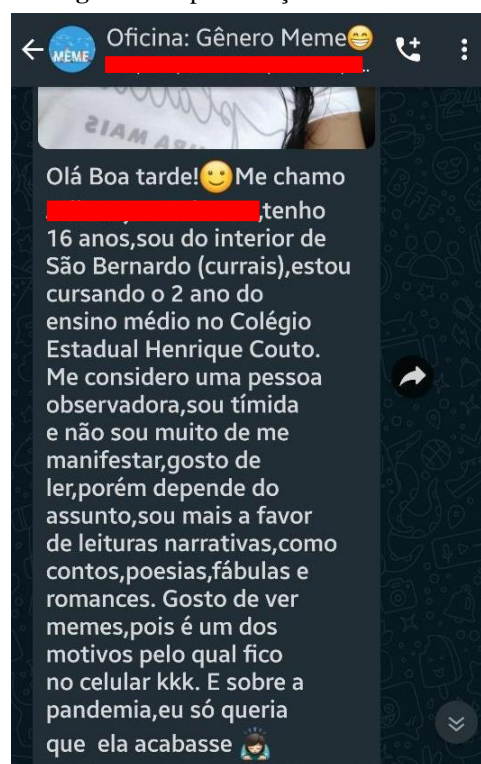 MEME
Oficina: Gênero Meme😁
URA MAIS
Olá Boa tarde!🙂Me chamo
,tenho
16 anos,sou do interior de
São Bernardo (currais),estou
cursando o 2 ano do
ensino médio no Colégio
Estadual Henrique Couto.
Me considero uma pessoa
observadora,sou tímida
e não sou muito de me
manifestar,gosto de
ler,porém depende do
assunto,sou mais a favor
de leituras narrativas,como
contos,poesias,fábulas e
romances. Gosto de ver
memes,pois é um dos
motivos pelo qual fico
no celular kkk. E sobre a
pandemia,eu só queria
que ela acabasse 🙇🏻‍♀️